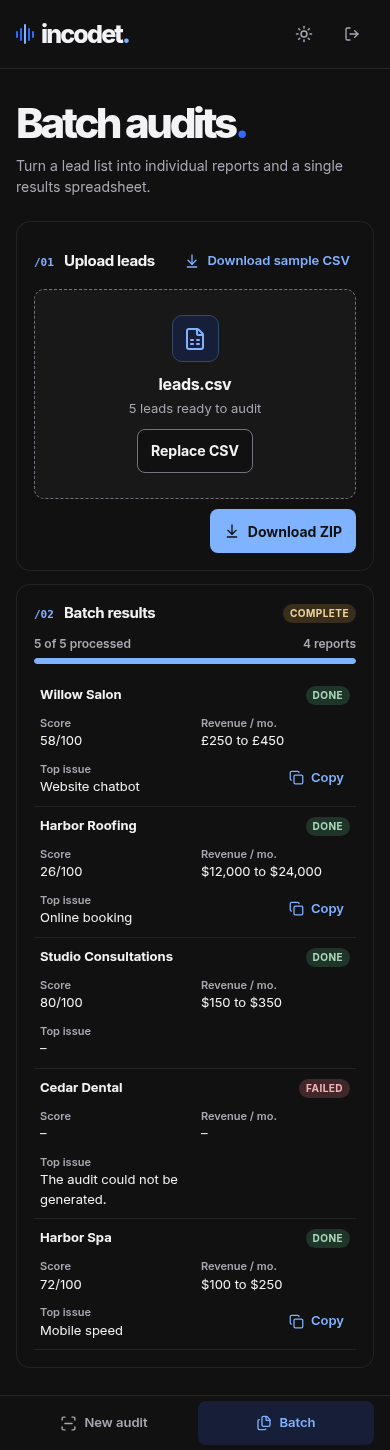 incodet.
Batch audits.
Turn a lead list into individual reports and a single
results spreadsheet.
/01 Upload leads Download sample CSV
leads.csv
5 leads ready to audit
Replace CSV
Download ZIP
/02 Batch results COMPLETE
5 of 5 processed 4 reports
Willow Salon DONE
Score Revenue / mo.
58/100 £250 to £450
Top issue
Website chatbot Copy
Harbor Roofing DONE
Score Revenue / mo.
26/100 $12,000 to $24,000
Top issue
Online booking Copy
Studio Consultations DONE
Score Revenue / mo.
80/100 $150 to $350
Top issue
–
Cedar Dental FAILED
Score Revenue / mo.
– –
Top issue
The audit could not be
generated.
Harbor Spa DONE
Score Revenue / mo.
72/100 $100 to $250
Top issue
Mobile speed Copy
New audit Batch